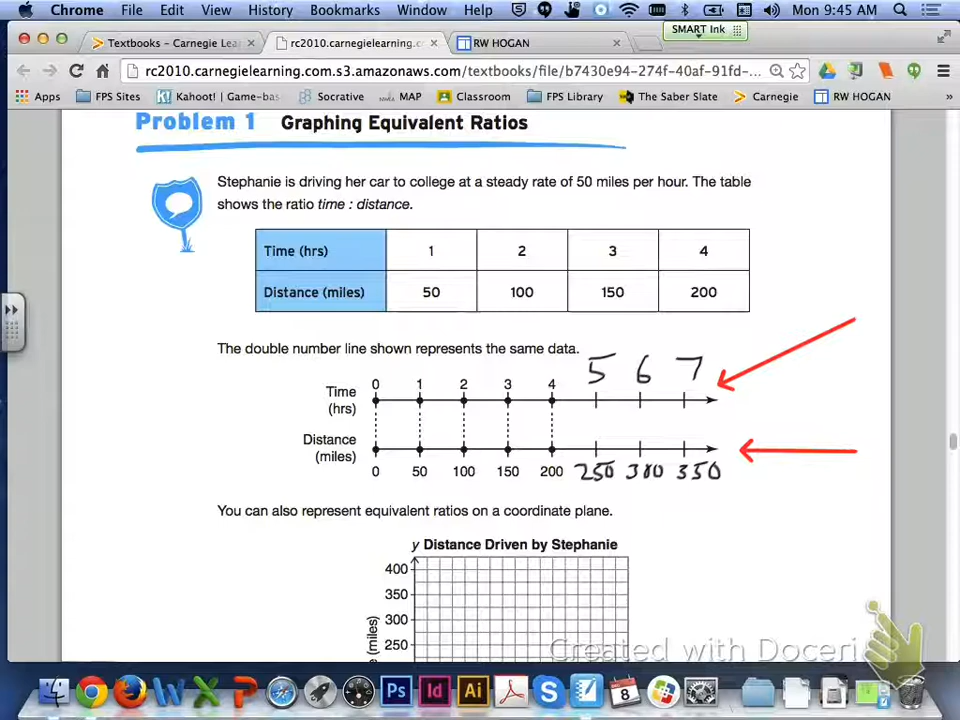 Chrome File Edit View History Bookmarks Window Help Mon 9:45 AM
SMART Ink
Textbooks – Carnegie Lea
rc2010.carnegielearning.c
RW HOGAN
rc2010.carnegielearning.com.s3.amazonaws.com/textbooks/file/b7430e94-274f-40af-91fd-...
Apps FPS Sites Kahoot! | Game-bas Socrative MAP Classroom FPS Library The Saber Slate Carnegie RW HOGAN »
Problem 1 Graphing Equivalent Ratios
Stephanie is driving her car to college at a steady rate of 50 miles per hour. The table
shows the ratio time : distance.
Time (hrs) 1 2 3 4
Distance (miles) 50 100 150 200
The double number line shown represents the same data.
0 1 2 3 4 5 6 7
Time
(hrs)
Distance
(miles)
0 50 100 150 200 250 300 350
You can also represent equivalent ratios on a coordinate plane.
y Distance Driven by Stephanie
400
350
300
250
(miles)
Created with Doceri
Ps Id Ai 8